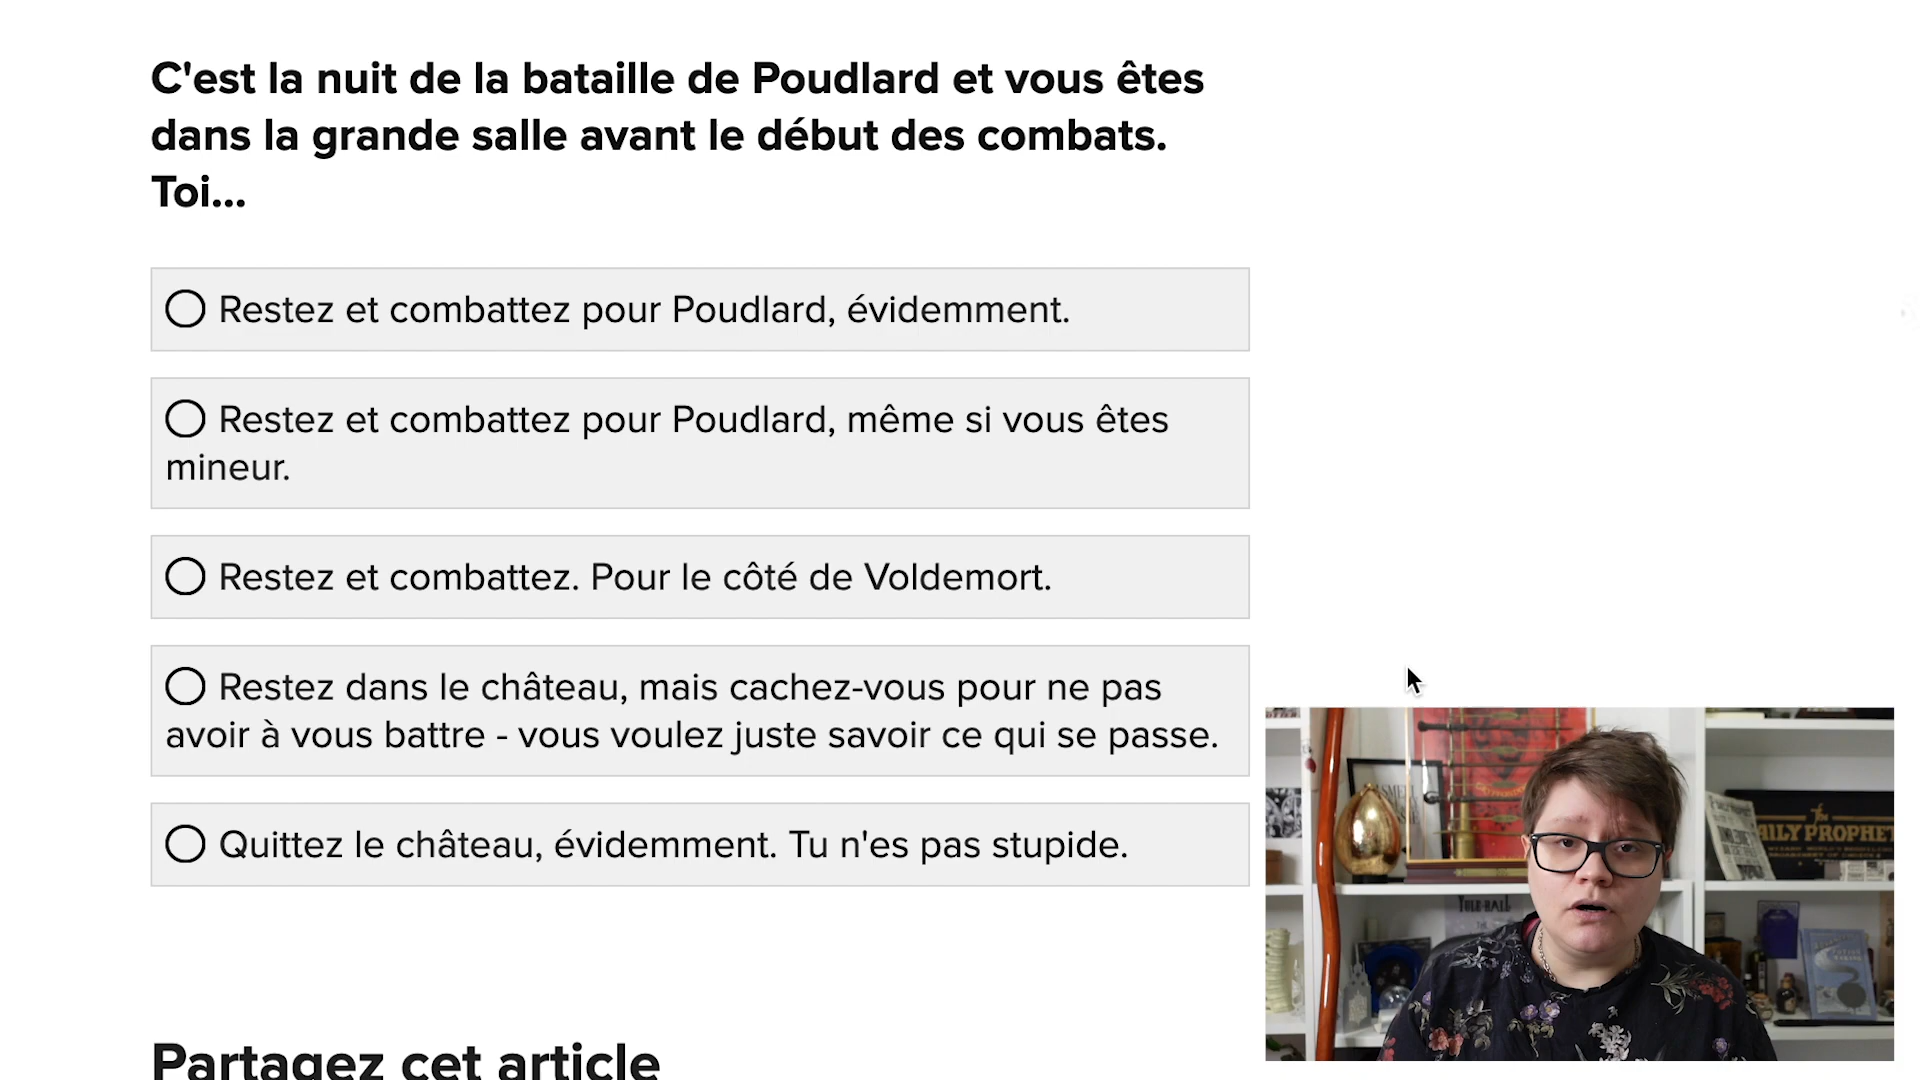 C'est la nuit de la bataille de Poudlard et vous êtes
dans la grande salle avant le début des combats.
Toi...
Restez et combattez pour Poudlard, évidemment.
Restez et combattez pour Poudlard, même si vous êtes
mineur.
Restez et combattez. Pour le côté de Voldemort.
Restez dans le château, mais cachez-vous pour ne pas
avoir à vous battre - vous voulez juste savoir ce qui se passe.
Quittez le château, évidemment. Tu n'es pas stupide.
Partagez cet article
YULE BALL